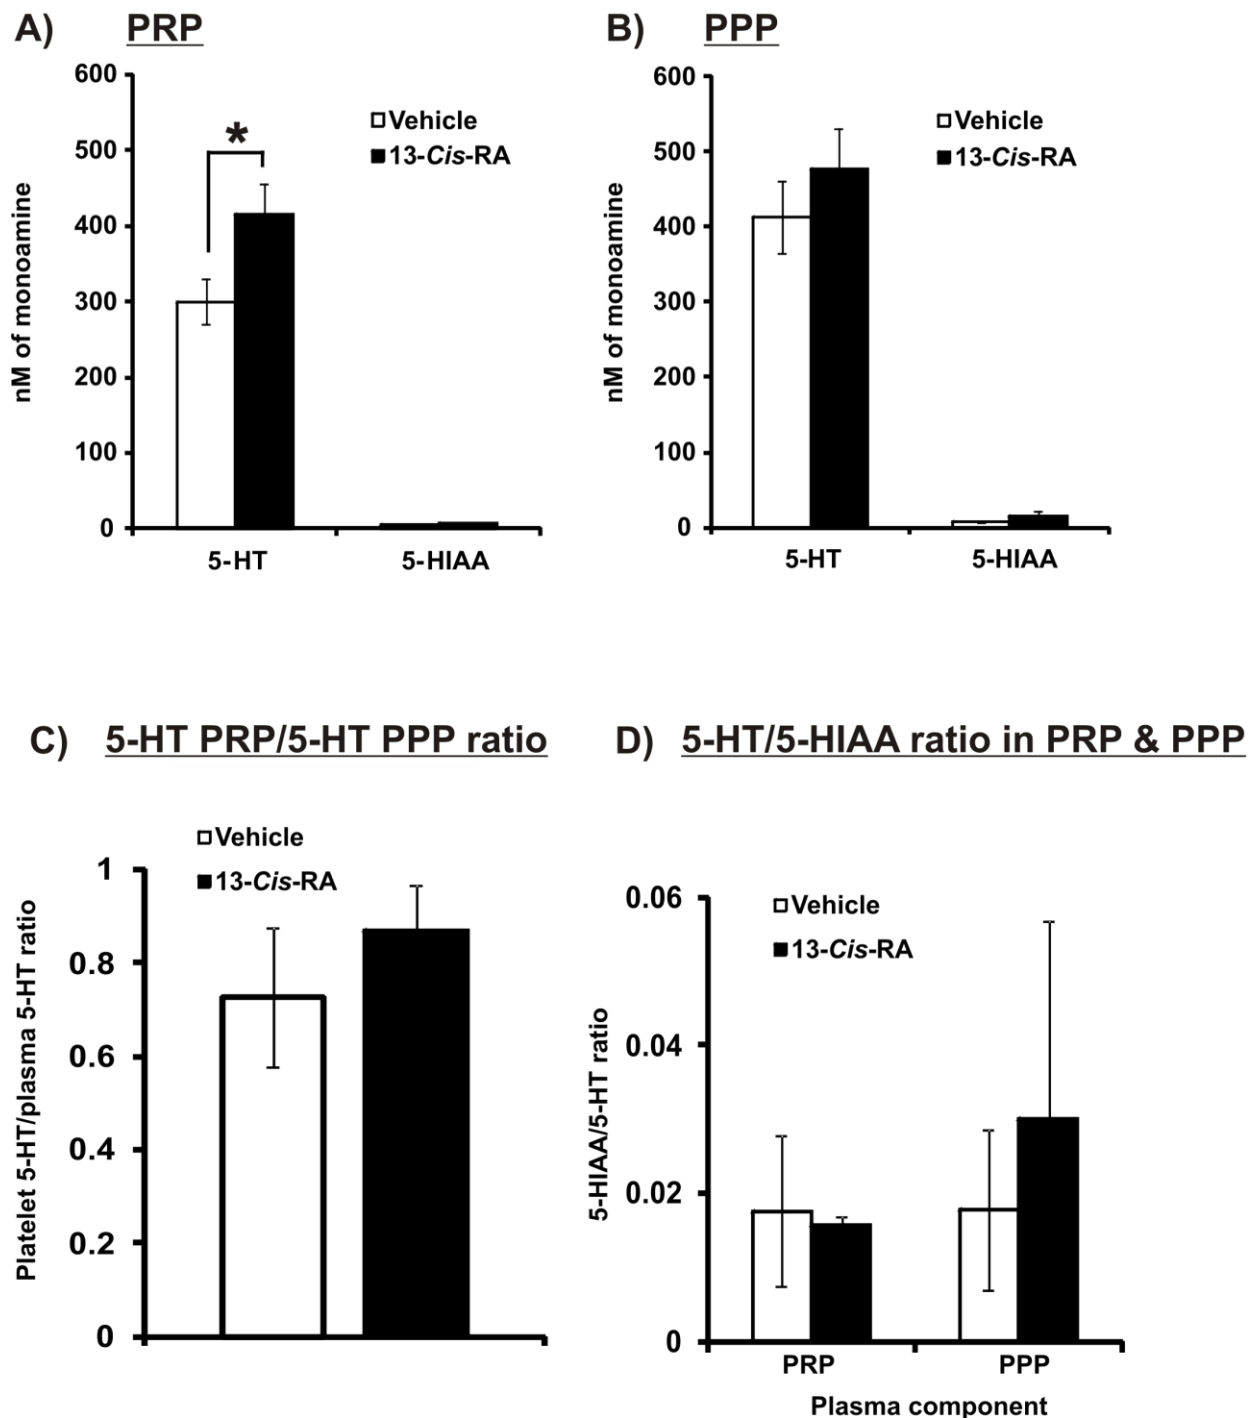 A) PRP
600
500
400
300
200
100
0
nM of monoamine
*
Vehicle
13-Cis-RA
5-HT 5-HIAA
B) PPP
600
500
400
300
200
100
0
nM of monoamine
Vehicle
13-Cis-RA
5-HT 5-HIAA
C) 5-HT PRP/5-HT PPP ratio
Vehicle
13-Cis-RA
1
0.8
0.6
0.4
0.2
0
Platelet 5-HT/plasma 5-HT ratio
D) 5-HT/5-HIAA ratio in PRP & PPP
Vehicle
13-Cis-RA
0.06
0.04
0.02
0
5-HIAA/5-HT ratio
PRP PPP
Plasma component